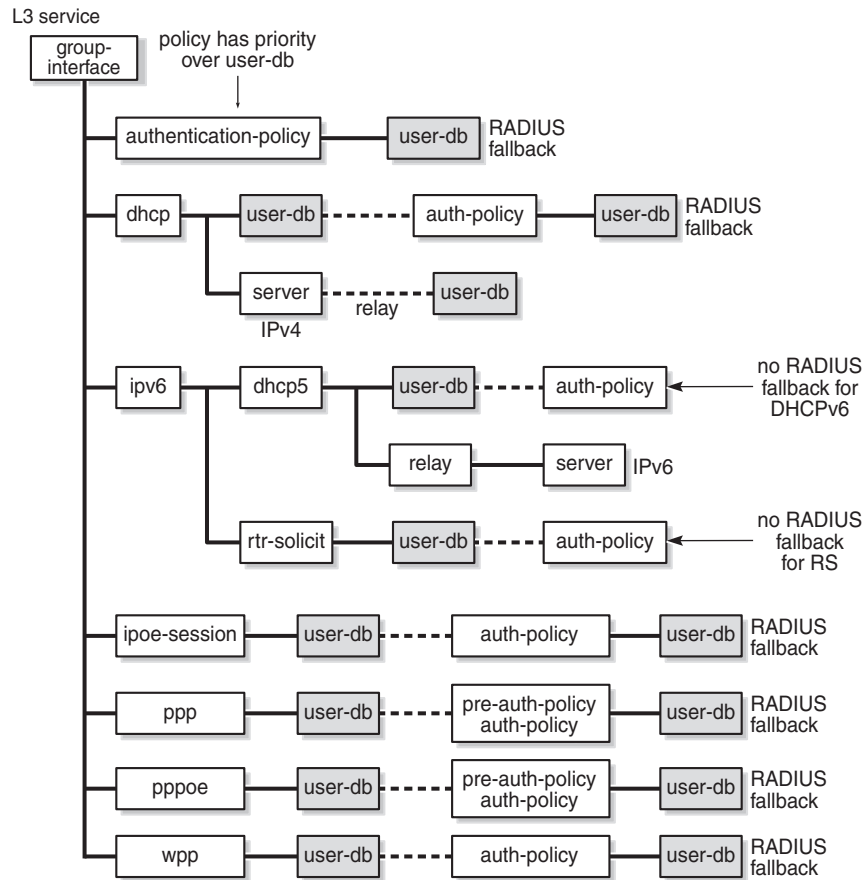 L3 service
group-
interface
policy has priority
over user-db
authentication-policy
user-db
RADIUS
fallback
dhcp
user-db
auth-policy
user-db
RADIUS
fallback
server
relay
user-db
IPv4
ipv6
dhcp5
user-db
auth-policy
no RADIUS
fallback for
DHCPv6
relay
server
IPv6
rtr-solicit
user-db
auth-policy
no RADIUS
fallback
for RS
ipoe-session
user-db
auth-policy
user-db
RADIUS
fallback
ppp
user-db
pre-auth-policy
auth-policy
user-db
RADIUS
fallback
pppoe
user-db
pre-auth-policy
auth-policy
user-db
RADIUS
fallback
wpp
user-db
auth-policy
user-db
RADIUS
fallback